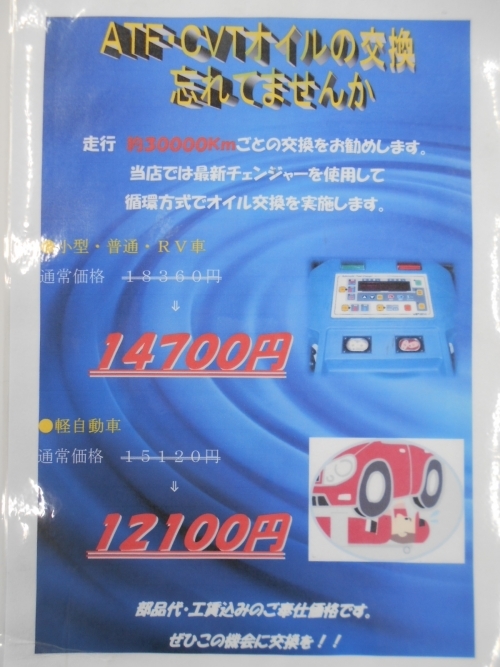 ATF・CVTオイルの交換
忘れてませんか
走行 約30000Kmごとの交換をお勧めします。
当店では最新チェンジャーを使用して
循環方式でオイル交換を実施します。
●小型・普通・RV車
通常価格 18360円
⇓
14700円
●軽自動車
通常価格 15120円
⇓
12100円
部品代・工賃込みのご奉仕価格です。
ぜひこの機会に交換を！！